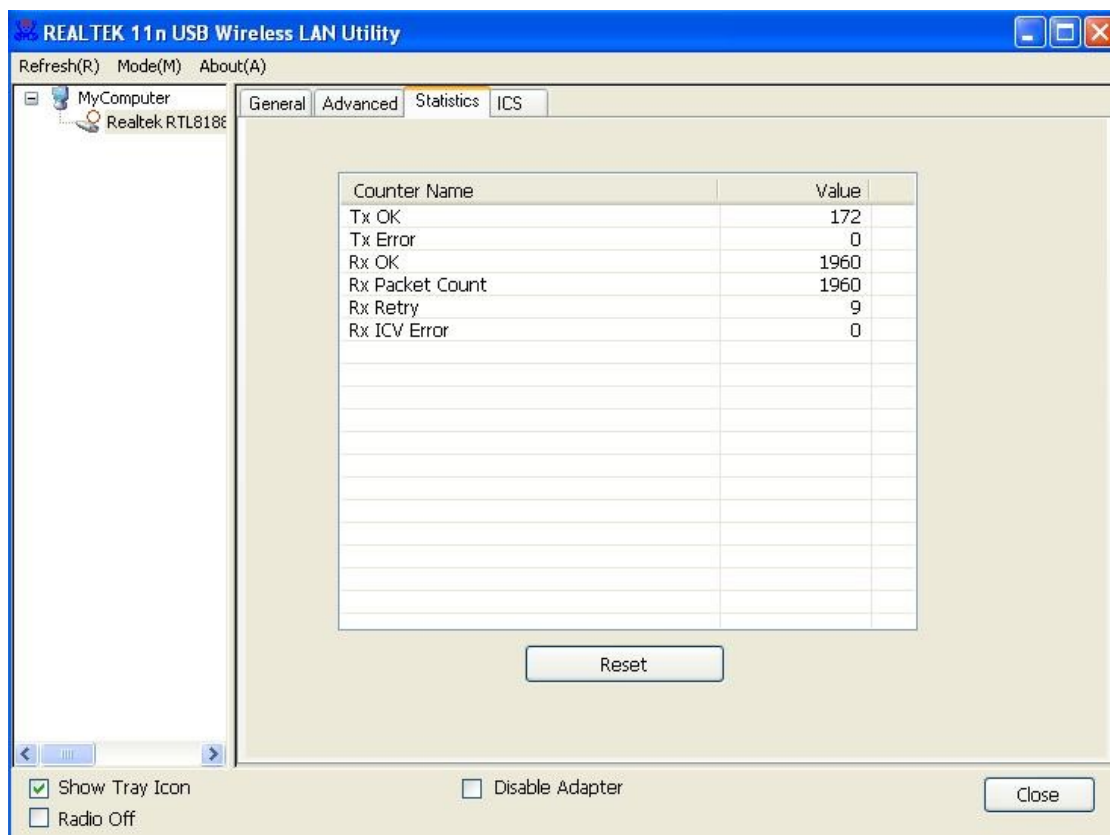 REALTEK 11n USB Wireless LAN Utility
Refresh(R) Mode(M) About(A)
MyComputer
Realtek RTL8188
General Advanced Statistics ICS
Counter Name Value
Tx OK 172
Tx Error 0
Rx OK 1960
Rx Packet Count 1960
Rx Retry 9
Rx ICV Error 0
Reset
Show Tray Icon Disable Adapter
Close
Radio Off